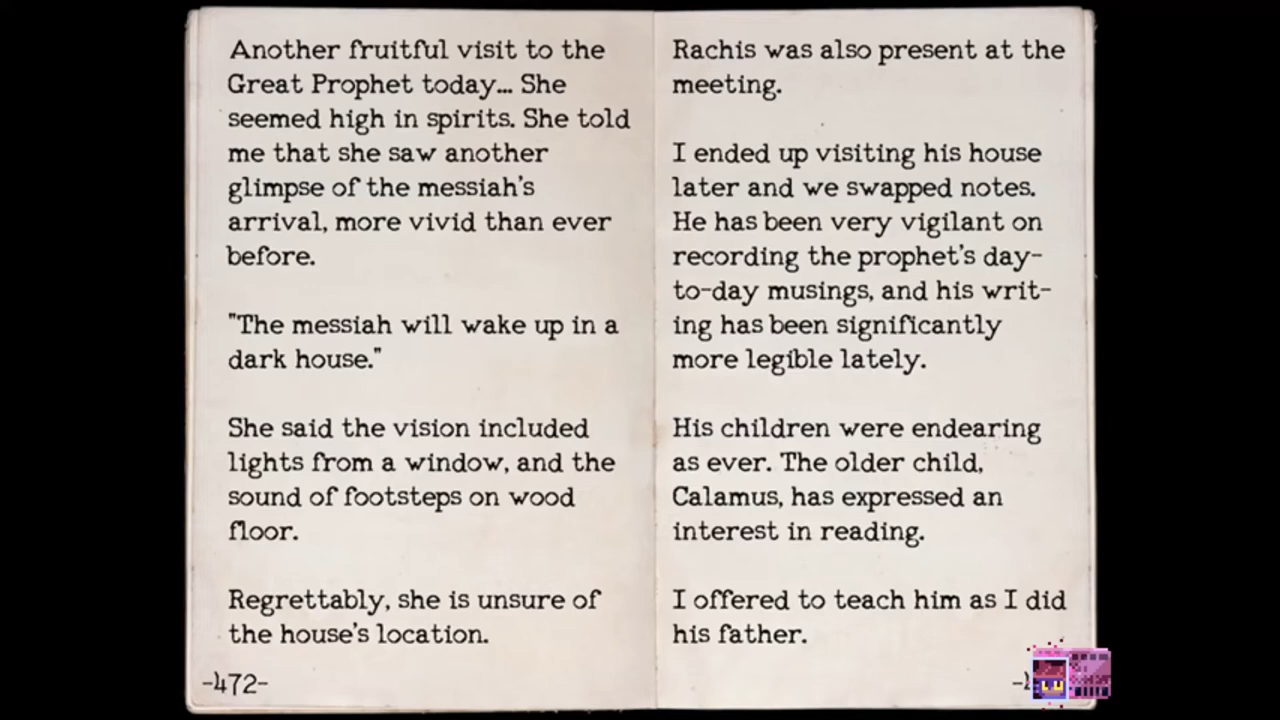 Another fruitful visit to the
Great Prophet today... She
seemed high in spirits. She told
me that she saw another
glimpse of the messiah's
arrival, more vivid than ever
before.
"The messiah will wake up in a
dark house."
She said the vision included
lights from a window, and the
sound of footsteps on wood
floor.
Regrettably, she is unsure of
the house's location.
-472-
Rachis was also present at the
meeting.
I ended up visiting his house
later and we swapped notes.
He has been very vigilant on
recording the prophet's day-
to-day musings, and his writ-
ing has been significantly
more legible lately.
His children were endearing
as ever. The older child,
Calamus, has expressed an
interest in reading.
I offered to teach him as I did
his father.